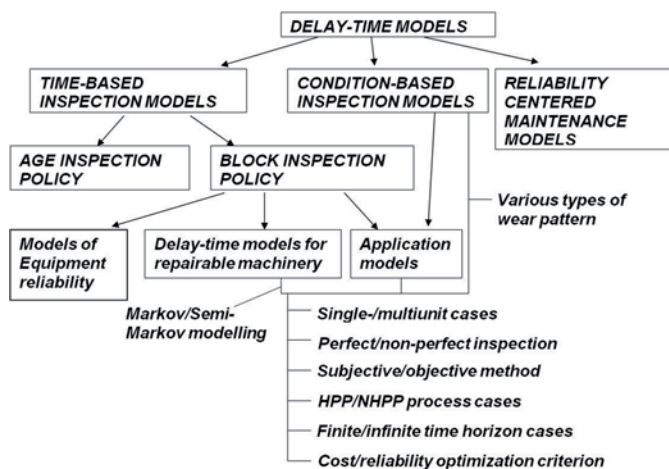 DELAY-TIME MODELS
TIME-BASED
INSPECTION MODELS
CONDITION-BASED
INSPECTION MODELS
RELIABILITY
CENTERED
MAINTENANCE
MODELS
AGE INSPECTION
POLICY
BLOCK INSPECTION
POLICY
Various types of
wear pattern
Models of
Equipment
reliability
Delay-time models for
repairable machinery
Application
models
Markov/Semi-
Markov modelling
Single-/multiunit cases
Perfect/non-perfect inspection
Subjective/objective method
HPP/NHPP process cases
Finite/infinite time horizon cases
Cost/reliability optimization criterion